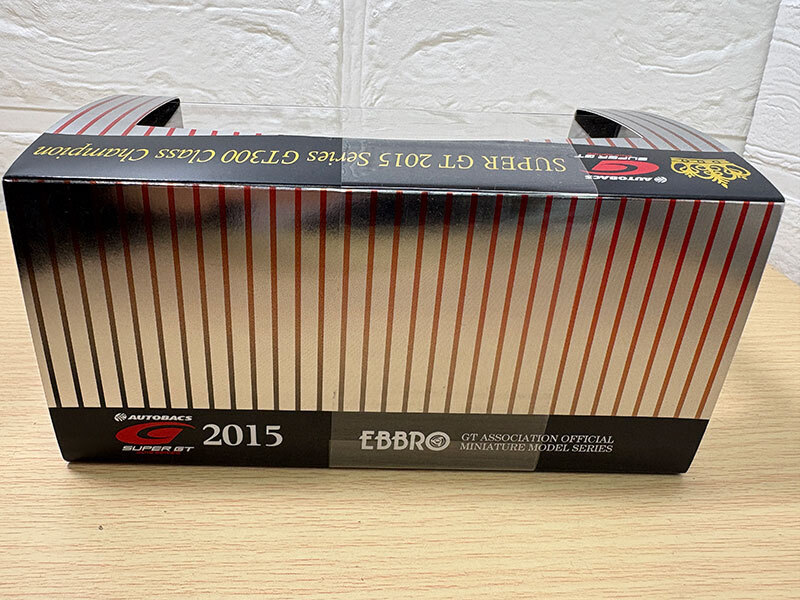 SUPER GT 2015 Series GT300 Class Champion
AUTOBACS
SUPER GT
AUTOBACS
SUPER GT
2015
EBBRO
GT ASSOCIATION OFFICIAL
MINIATURE MODEL SERIES